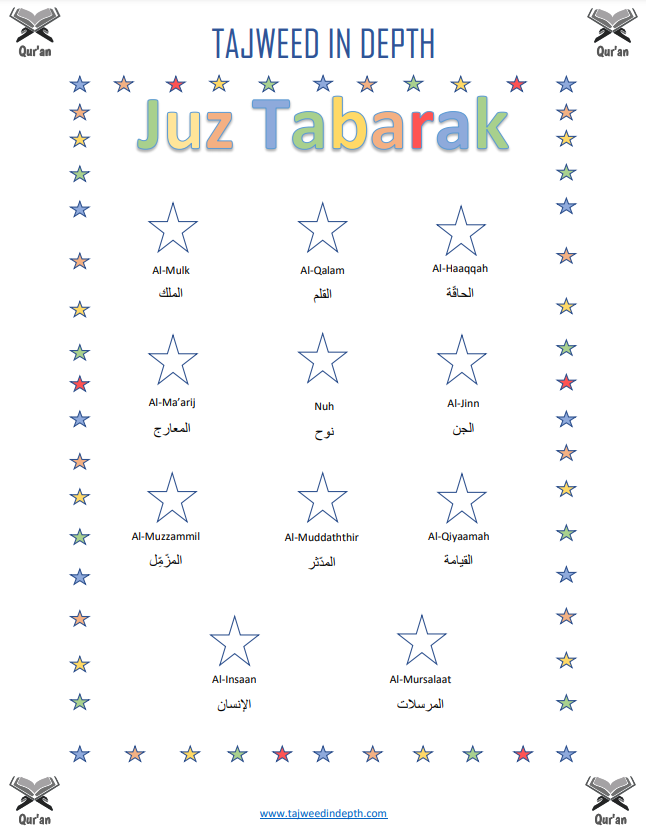 Qur'an
Qur'an
TAJWEED IN DEPTH
Juz Tabarak
Al-Mulk Al-Qalam Al-Haaqqah
الملك القلم الحاقّة
Al-Ma’arij Nuh Al-Jinn
المعارج نوح الجن
Al-Muzzammil Al-Muddaththir Al-Qiyaamah
المزّمِّل المدّثر القيامة
Al-Insaan Al-Mursalaat
الإنسان المرسلات
Qur'an
www.tajweedindepth.com
Qur'an